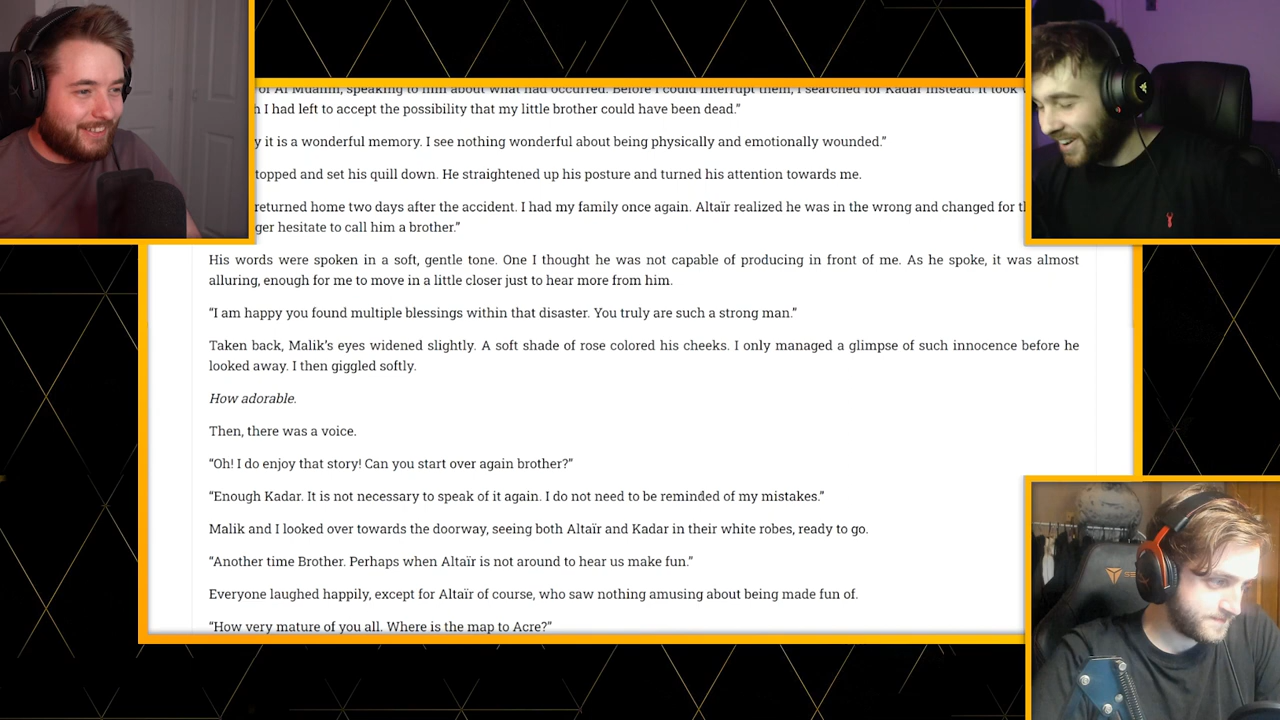 of Al Mualim, speaking to him about what had occurred. Before I could interrupt them, I searched for Kadar instead. It took
h I had left to accept the possibility that my little brother could have been dead.”
y it is a wonderful memory. I see nothing wonderful about being physically and emotionally wounded.”
topped and set his quill down. He straightened up his posture and turned his attention towards me.
returned home two days after the accident. I had my family once again. Altaïr realized he was in the wrong and changed for th
ger hesitate to call him a brother.”
His words were spoken in a soft, gentle tone. One I thought he was not capable of producing in front of me. As he spoke, it was almost
alluring, enough for me to move in a little closer just to hear more from him.
“I am happy you found multiple blessings within that disaster. You truly are such a strong man.”
Taken back, Malik’s eyes widened slightly. A soft shade of rose colored his cheeks. I only managed a glimpse of such innocence before he
looked away. I then giggled softly.
How adorable.
Then, there was a voice.
“Oh! I do enjoy that story! Can you start over again brother?”
“Enough Kadar. It is not necessary to speak of it again. I do not need to be reminded of my mistakes.”
Malik and I looked over towards the doorway, seeing both Altaïr and Kadar in their white robes, ready to go.
“Another time Brother. Perhaps when Altaïr is not around to hear us make fun.”
Everyone laughed happily, except for Altaïr of course, who saw nothing amusing about being made fun of.
“How very mature of you all. Where is the map to Acre?”